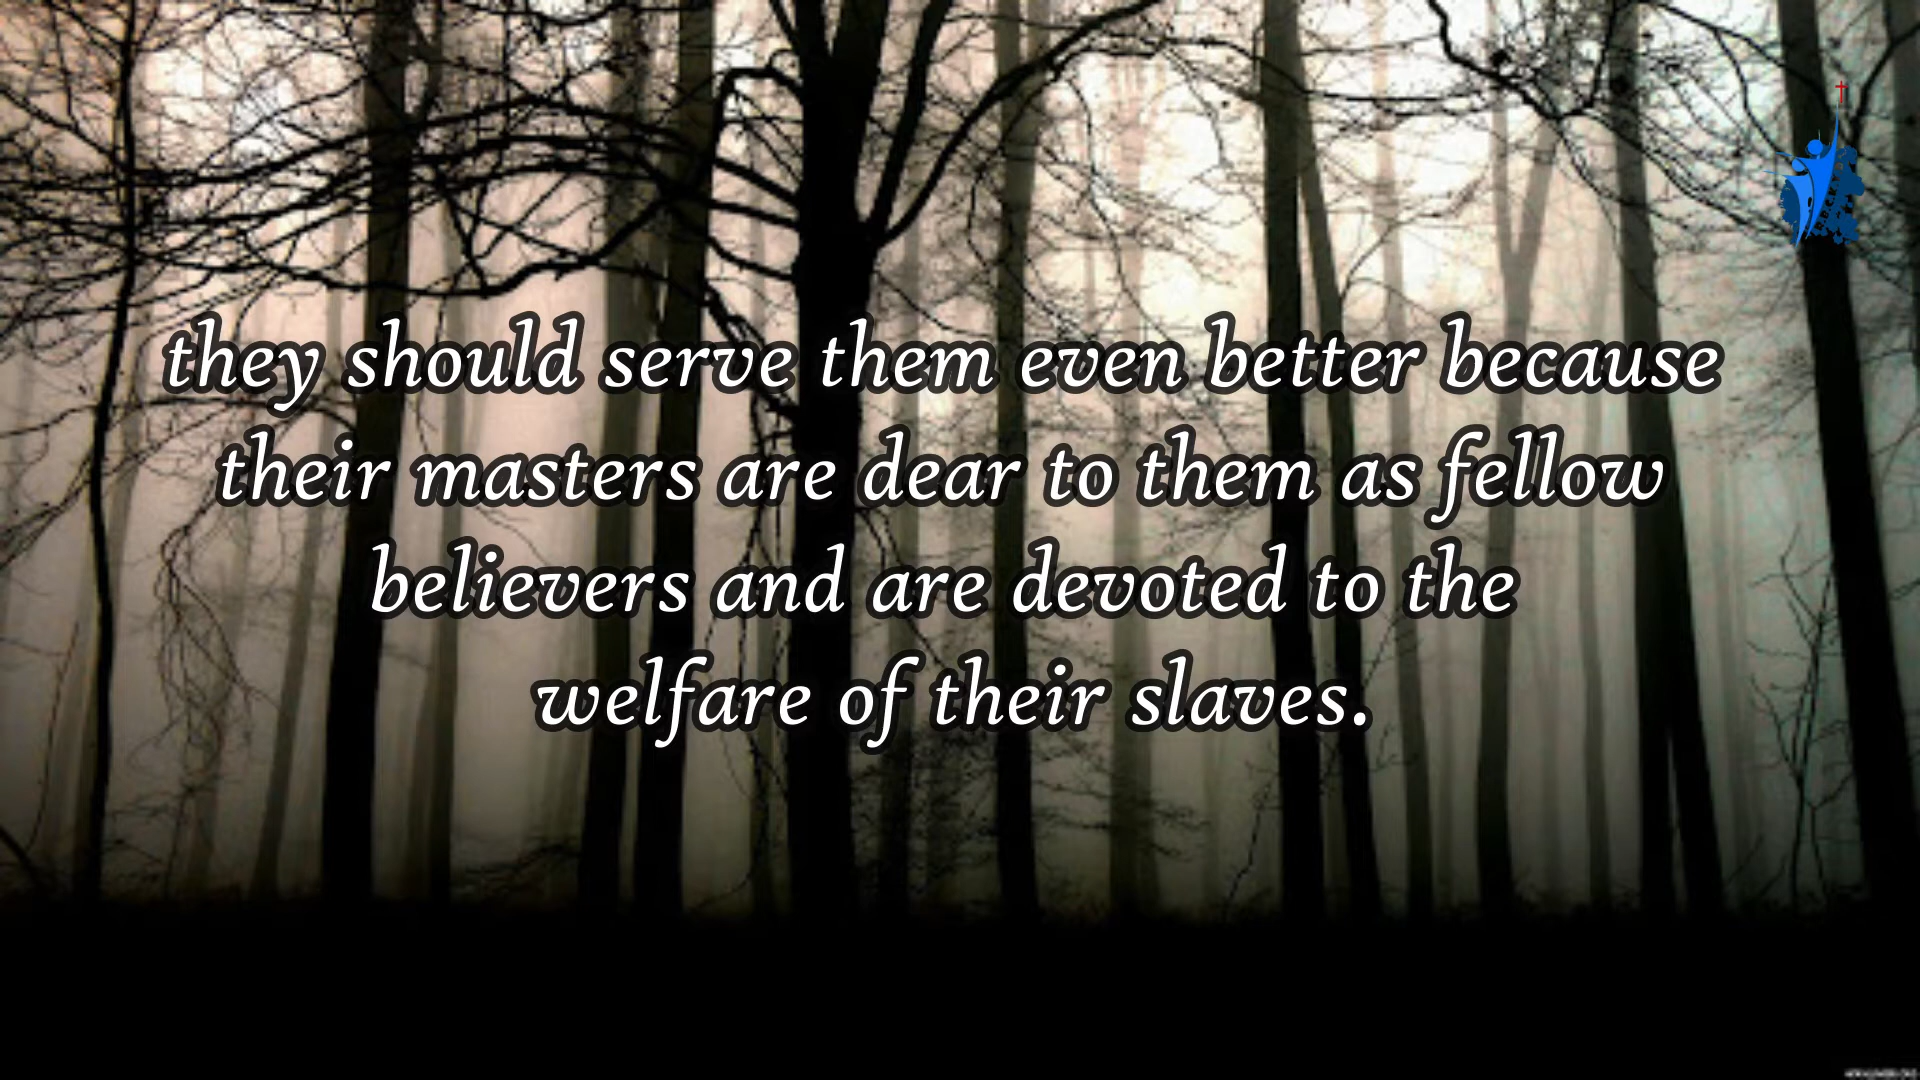 they should serve them even better because
their masters are dear to them as fellow
believers and are devoted to the
welfare of their slaves.